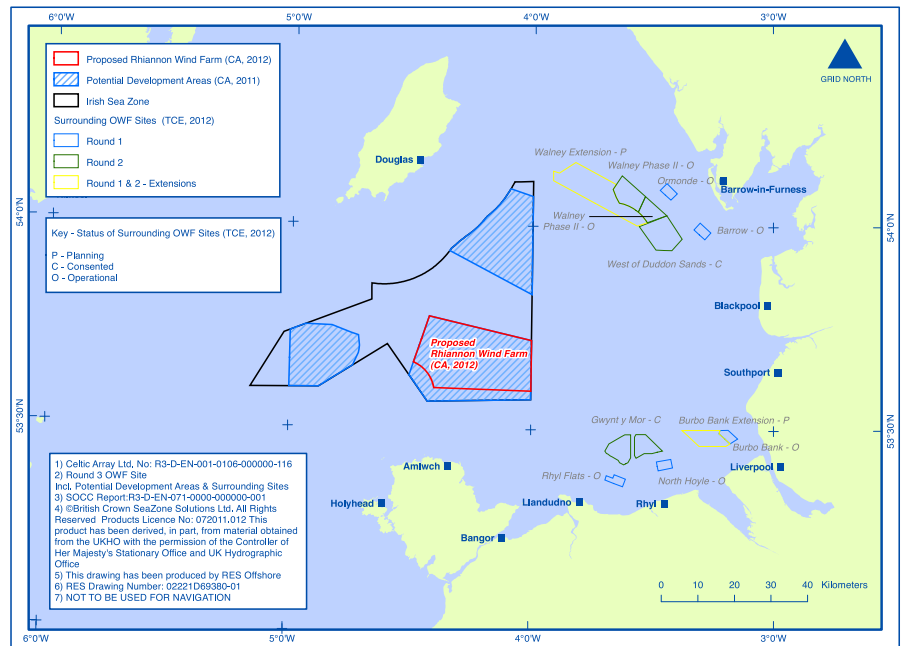 6°0'W
5°0'W
4°0'W
3°0'W
Proposed Rhiannon Wind Farm (CA, 2012)
Potential Development Areas (CA, 2011)
Irish Sea Zone
Surrounding OWF Sites (TCE, 2012)
Round 1
Round 2
Round 1 & 2 - Extensions
Key - Status of Surrounding OWF Sites (TCE, 2012)
P - Planning
C - Consented
O - Operational
GRID NORTH
Douglas
Walney Extension - P
Walney Phase II - O
Ormonde - O
Barrow-in-Furness
Walney
Phase II - O
Barrow - O
West of Duddon Sands - C
54°0'N
54°0'N
Blackpool
Proposed
Rhiannon Wind Farm
(CA, 2012)
Southport
53°30'N
53°30'N
Gwynt y Mor - C
Burbo Bank Extension - P
Burbo Bank - O
Liverpool
Rhyl Flats - O
North Hoyle - O
Amlwch
Holyhead
Llandudno
Rhyl
Bangor
1) Celtic Array Ltd, No: R3-D-EN-001-0106-000000-116
2) Round 3 OWF Site
Incl. Potential Development Areas & Surrounding Sites
3) SOCC Report:R3-D-EN-071-0000-000000-001
4) ©British Crown SeaZone Solutions Ltd. All Rights
Reserved Products Licence No: 072011.012 This
product has been derived, in part, from material obtained
from the UKHO with the permission of the Controller of
Her Majesty's Stationary Office and UK Hydrographic
Office
5) This drawing has been produced by RES Offshore
6) RES Drawing Number: 02221D69380-01
7) NOT TO BE USED FOR NAVIGATION
0 10 20 30 40 Kilometers
6°0'W
5°0'W
4°0'W
3°0'W